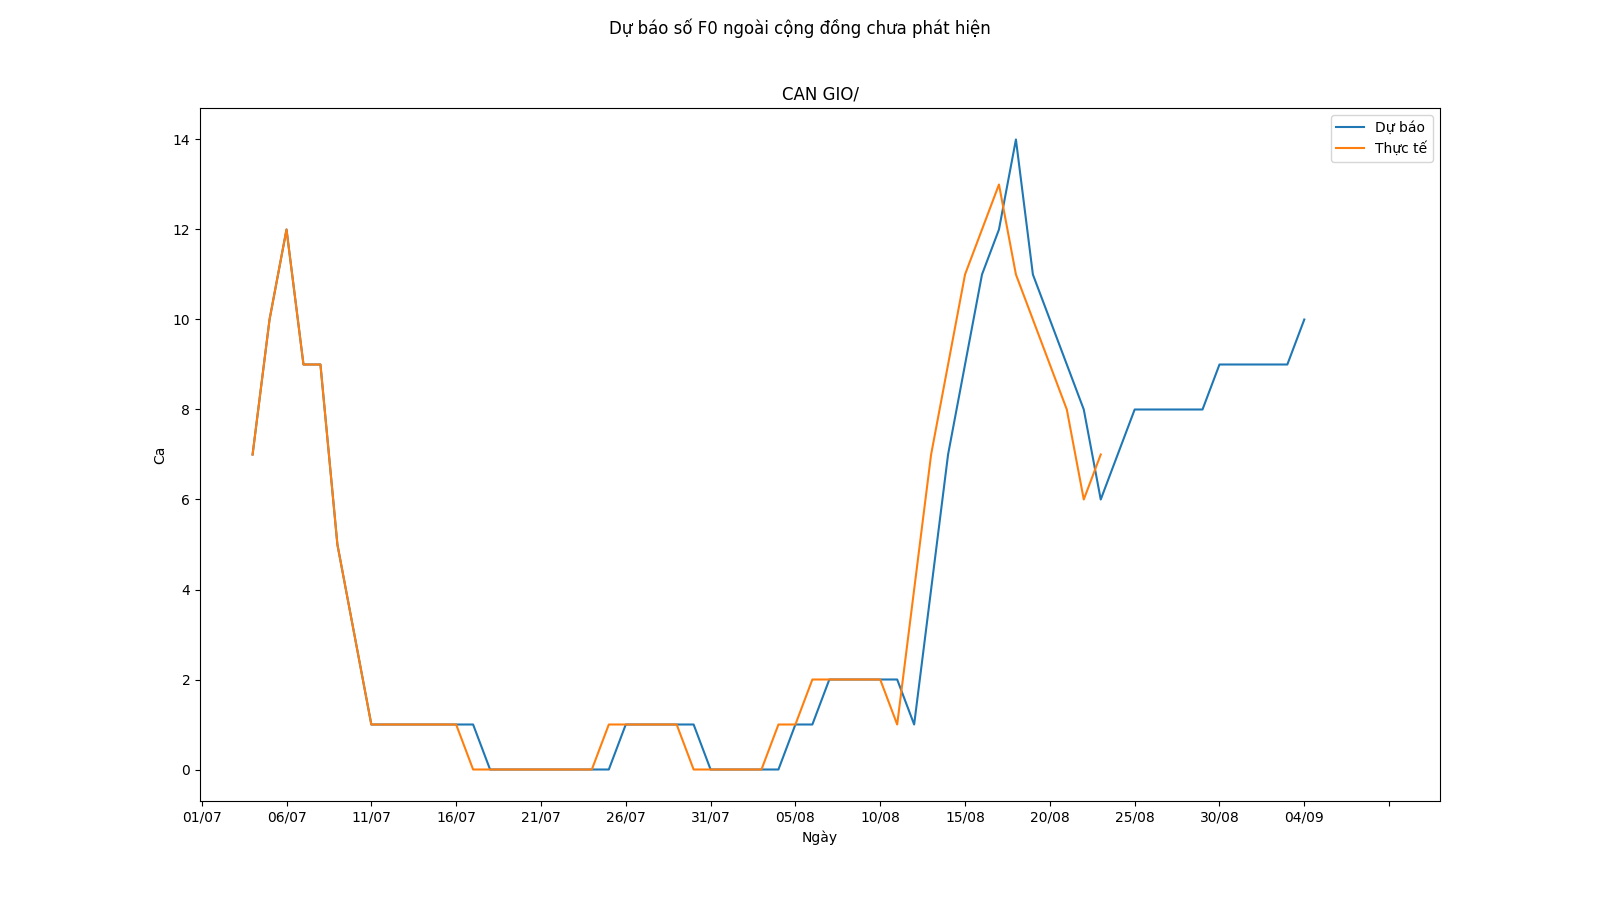 Dự báo số F0 ngoài cộng đồng chưa phát hiện
CAN GIO/
Dự báo
Thực tế
14
12
10
8
6
4
2
0
Ca
01/07 06/07 11/07 16/07 21/07 26/07 31/07 05/08 10/08 15/08 20/08 25/08 30/08 04/09
Ngày